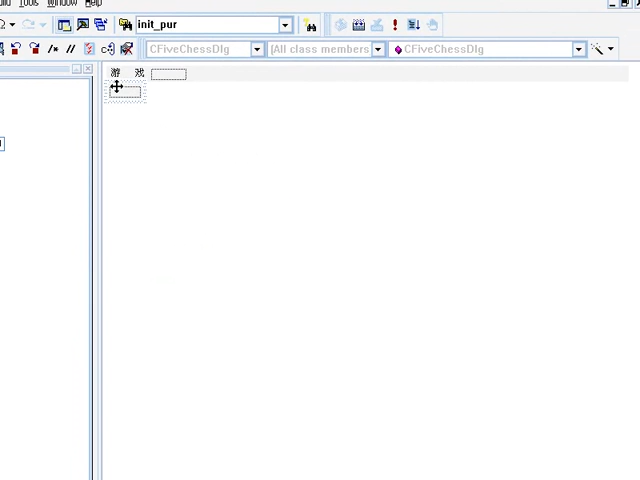 Tools Window Help
init_pur
CFiveChessDlg (All class members CFiveChessDlg
游 戏